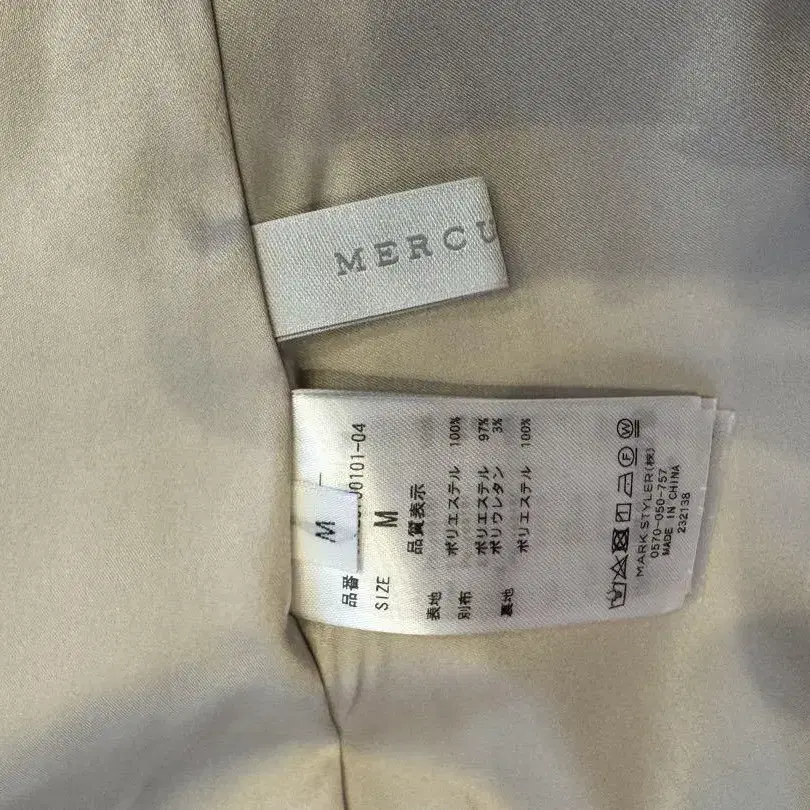 MERCU
M
品番 00101-04
SIZE M
品質表示
表地 ポリエステル 100%
別布 ポリエステル 97%
ポリウレタン 3%
裏地 ポリエステル 100%
MARK STYLER(株)
0570-050-757
MADE IN CHINA
232138